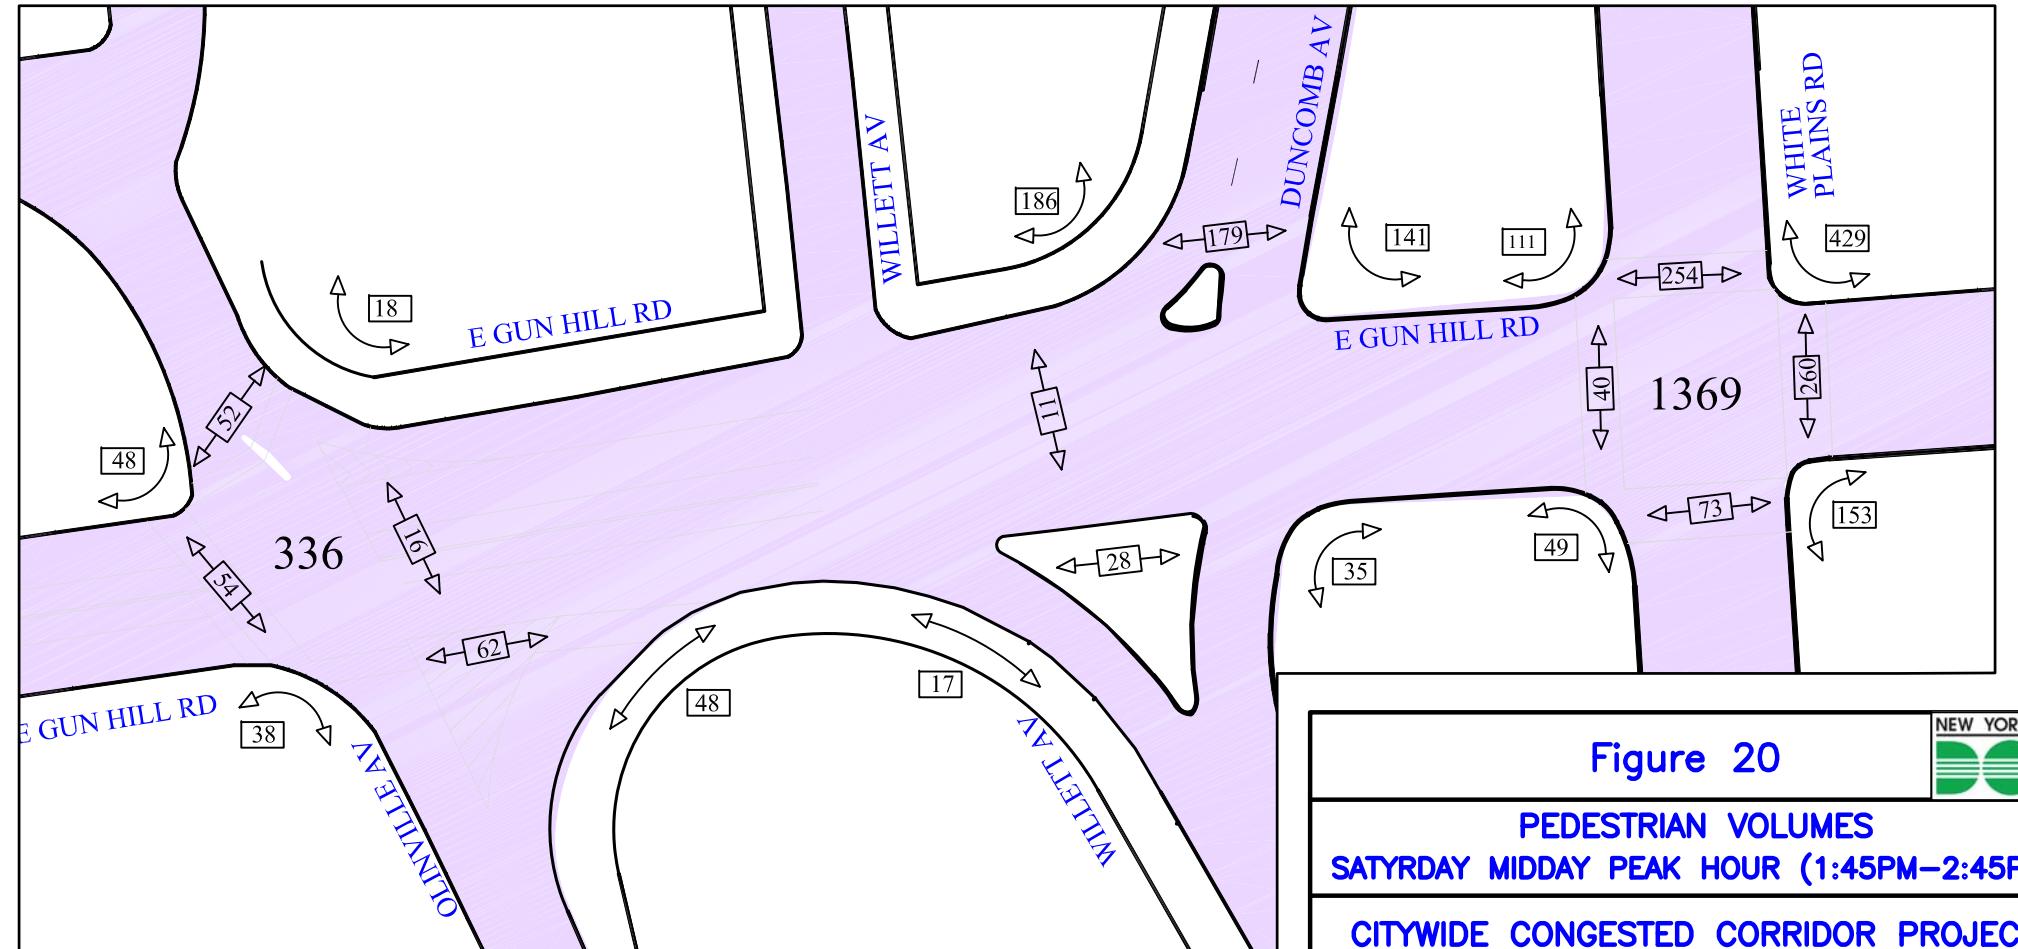 WILLETT AV
DUNCOMB AV
WHITE
PLAINS RD
186
179
141
111
429
254
18
E GUN HILL RD
E GUN HILL RD
52
11
40
1369
260
48
336
16
54
28
73
153
49
35
62
48
17
E GUN HILL RD
38
OLINVILLE AV
WILLETT AV
Figure 20
NEW YOR
PEDESTRIAN VOLUMES
SATYRDAY MIDDAY PEAK HOUR (1:45PM-2:45P
CITYWIDE CONGESTED CORRIDOR PROJEC